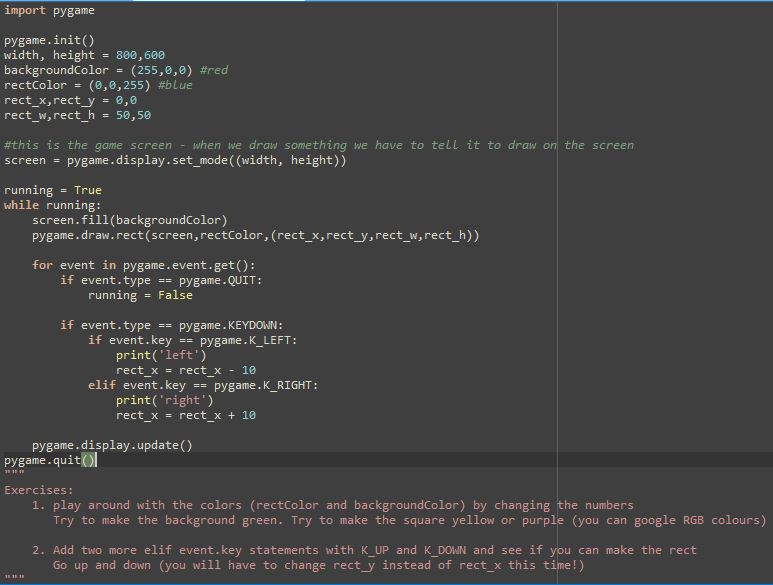 import pygame

pygame.init()
width, height = 800,600
backgroundColor = (255,0,0) #red
rectColor = (0,0,255) #blue
rect_x,rect_y = 0,0
rect_w,rect_h = 50,50

#this is the game screen - when we draw something we have to tell it to draw on the screen
screen = pygame.display.set_mode((width, height))

running = True
while running:
    screen.fill(backgroundColor)
    pygame.draw.rect(screen,rectColor,(rect_x,rect_y,rect_w,rect_h))

    for event in pygame.event.get():
        if event.type == pygame.QUIT:
            running = False

        if event.type == pygame.KEYDOWN:
            if event.key == pygame.K_LEFT:
                print('left')
                rect_x = rect_x - 10
            elif event.key == pygame.K_RIGHT:
                print('right')
                rect_x = rect_x + 10

    pygame.display.update()
pygame.quit()
"""
Exercises:
    1. play around with the colors (rectColor and backgroundColor) by changing the numbers
       Try to make the background green. Try to make the square yellow or purple (you can google RGB colours)

    2. Add two more elif event.key statements with K_UP and K_DOWN and see if you can make the rect
       Go up and down (you will have to change rect_y instead of rect_x this time!)
"""